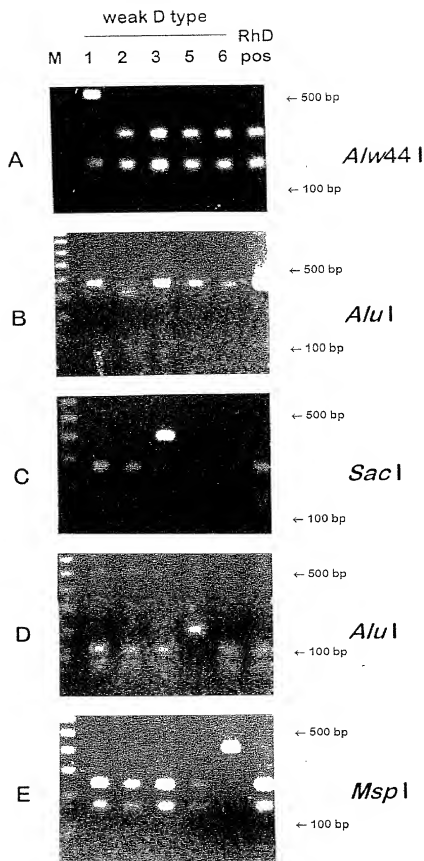 weak D type
RhD
M 1 2 3 5 6 pos
← 500 bp
A Alw44 I
← 100 bp
← 500 bp
B Alu I
← 100 bp
← 500 bp
C Sac I
← 100 bp
← 500 bp
D Alu I
← 100 bp
← 500 bp
E Msp I
← 100 bp